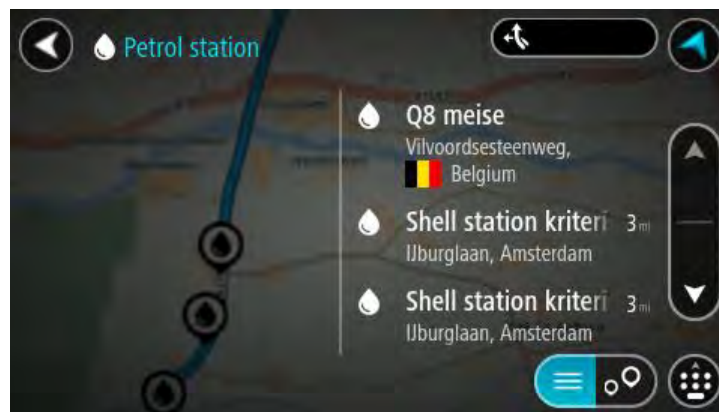 Petrol station
Q8 meise
Vilvoordsesteenweg,
Belgium
Shell station kriteri 3 mi
IJburglaan, Amsterdam
Shell station kriteri 3 mi
IJburglaan, Amsterdam